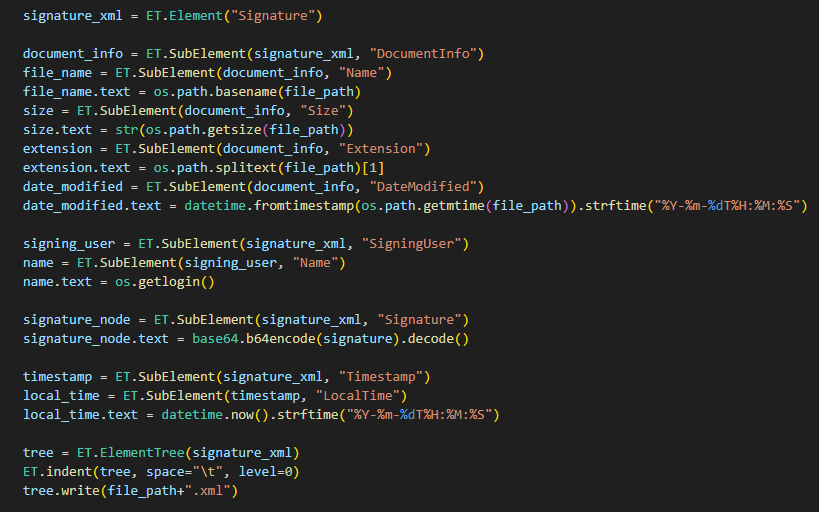 signature_xml = ET.Element("Signature")
document_info = ET.SubElement(signature_xml, "DocumentInfo")
file_name = ET.SubElement(document_info, "Name")
file_name.text = os.path.basename(file_path)
size = ET.SubElement(document_info, "Size")
size.text = str(os.path.getsize(file_path))
extension = ET.SubElement(document_info, "Extension")
extension.text = os.path.splitext(file_path)[1]
date_modified = ET.SubElement(document_info, "DateModified")
date_modified.text = datetime.fromtimestamp(os.path.getmtime(file_path)).strftime("%Y-%m-%dT%H:%M:%S")
signing_user = ET.SubElement(signature_xml, "SigningUser")
name = ET.SubElement(signing_user, "Name")
name.text = os.getlogin()
signature_node = ET.SubElement(signature_xml, "Signature")
signature_node.text = base64.b64encode(signature).decode()
timestamp = ET.SubElement(signature_xml, "Timestamp")
local_time = ET.SubElement(timestamp, "LocalTime")
local_time.text = datetime.now().strftime("%Y-%m-%dT%H:%M:%S")
tree = ET.ElementTree(signature_xml)
ET.indent(tree, space="\t", level=0)
tree.write(file_path+".xml")